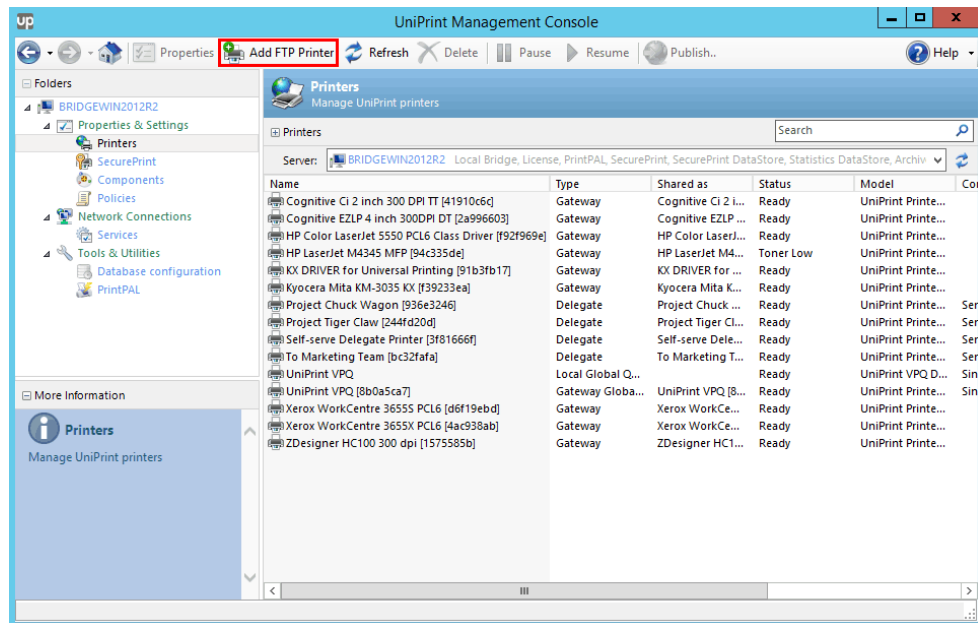 up UniPrint Management Console
Properties Add FTP Printer Refresh Delete Pause Resume Publish.. Help
Folders
BRIDGEWIN2012R2
Properties & Settings
Printers
SecurePrint
Components
Policies
Network Connections
Services
Tools & Utilities
Database configuration
PrintPAL
More Information
Printers
Manage UniPrint printers
Printers
Manage UniPrint printers
Printers Search
Server: BRIDGEWIN2012R2 Local Bridge, License, PrintPAL, SecurePrint, SecurePrint DataStore, Statistics DataStore, Archiv
Name Type Shared as Status Model Co
Cognitive Ci 2 inch 300 DPI TT [41910c6c] Gateway Cognitive Ci 2 i... Ready UniPrint Printe...
Cognitive EZLP 4 inch 300DPI DT [2a996603] Gateway Cognitive EZLP ... Ready UniPrint Printe...
HP Color LaserJet 5550 PCL6 Class Driver [f92f969e] Gateway HP Color LaserJ... Ready UniPrint Printe...
HP LaserJet M4345 MFP [94c335de] Gateway HP LaserJet M4... Toner Low UniPrint Printe...
KX DRIVER for Universal Printing [91b3fb17] Gateway KX DRIVER for ... Ready UniPrint Printe...
Kyocera Mita KM-3035 KX [f39233ea] Gateway Kyocera Mita K... Ready UniPrint Printe...
Project Chuck Wagon [936e3246] Delegate Project Chuck ... Ready UniPrint Printe... Ser
Project Tiger Claw [244fd20d] Delegate Project Tiger Cl... Ready UniPrint Printe... Ser
Self-serve Delegate Printer [3f81666f] Delegate Self-serve Dele... Ready UniPrint Printe... Ser
To Marketing Team [bc32fafa] Delegate To Marketing T... Ready UniPrint Printe... Ser
UniPrint VPQ Local Global Q... Ready UniPrint VPQ D... Sin
UniPrint VPQ [8b0a5ca7] Gateway Globa... UniPrint VPQ [8... Ready UniPrint Printe... Sin
Xerox WorkCentre 3655S PCL6 [d6f19ebd] Gateway Xerox WorkCe... Ready UniPrint Printe...
Xerox WorkCentre 3655X PCL6 [4ac938ab] Gateway Xerox WorkCe... Ready UniPrint Printe...
ZDesigner HC100 300 dpi [1575585b] Gateway ZDesigner HC1... Ready UniPrint Printe...